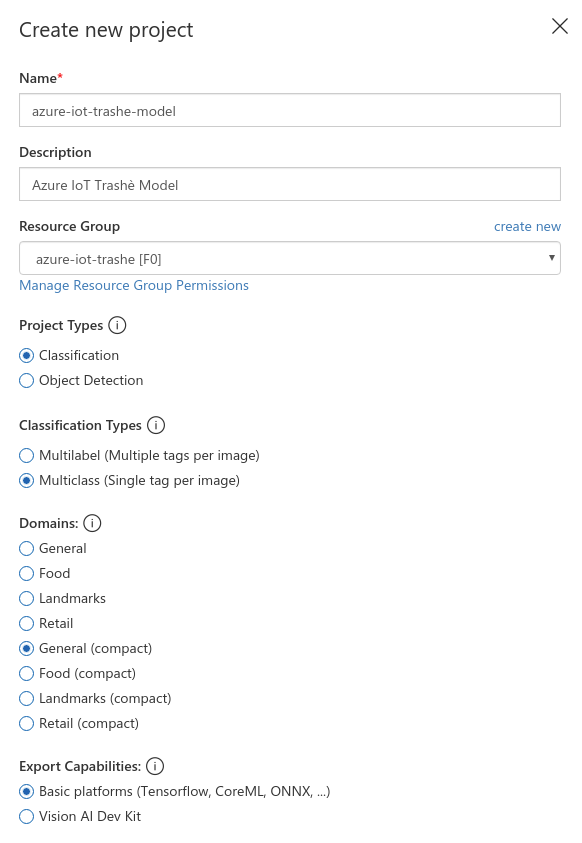 Create new project
Name*
azure-iot-trashe-model
Description
Azure IoT Trashè Model
Resource Group create new
azure-iot-trashe [F0]
Manage Resource Group Permissions
Project Types i
Classification
Object Detection
Classification Types i
Multilabel (Multiple tags per image)
Multiclass (Single tag per image)
Domains: i
General
Food
Landmarks
Retail
General (compact)
Food (compact)
Landmarks (compact)
Retail (compact)
Export Capabilities: i
Basic platforms (Tensorflow, CoreML, ONNX, ...)
Vision AI Dev Kit